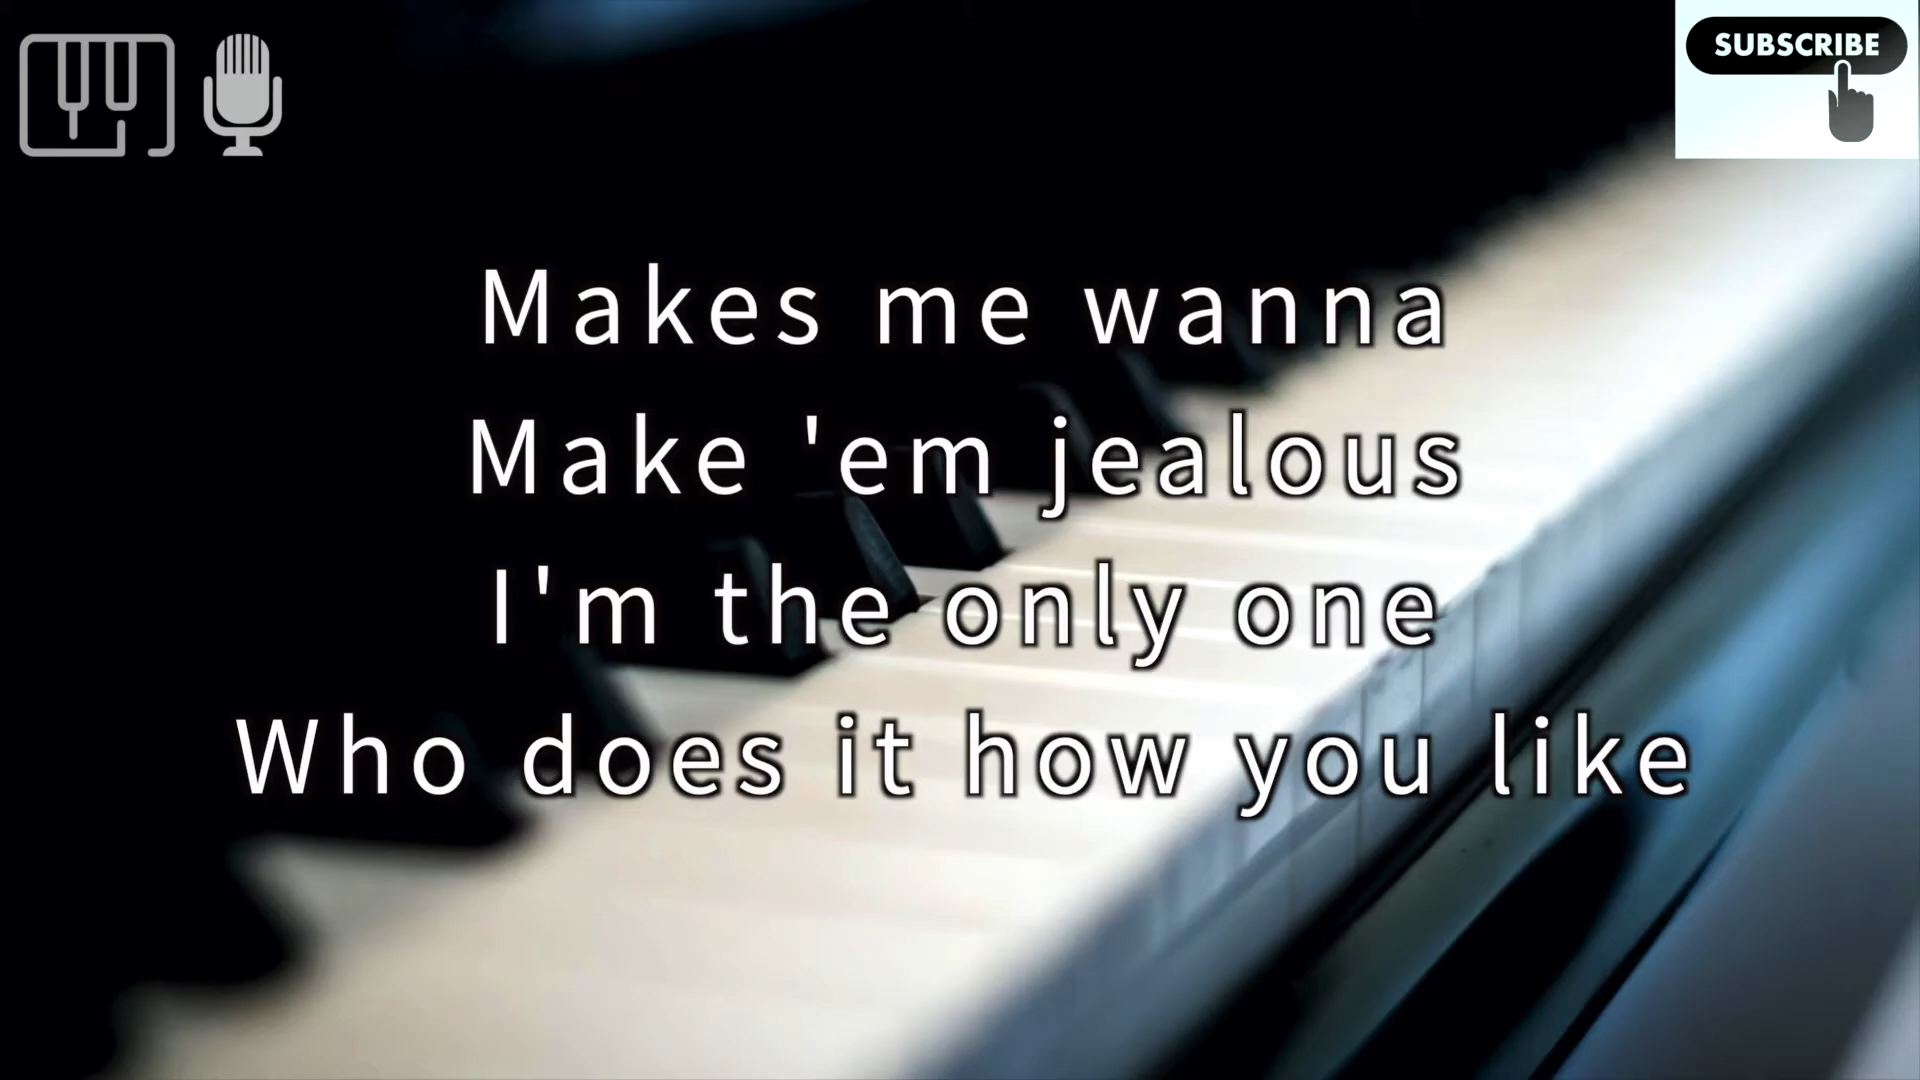 SUBSCRIBE
Makes me wanna
Make 'em jealous
I'm the only one
Who does it how you like